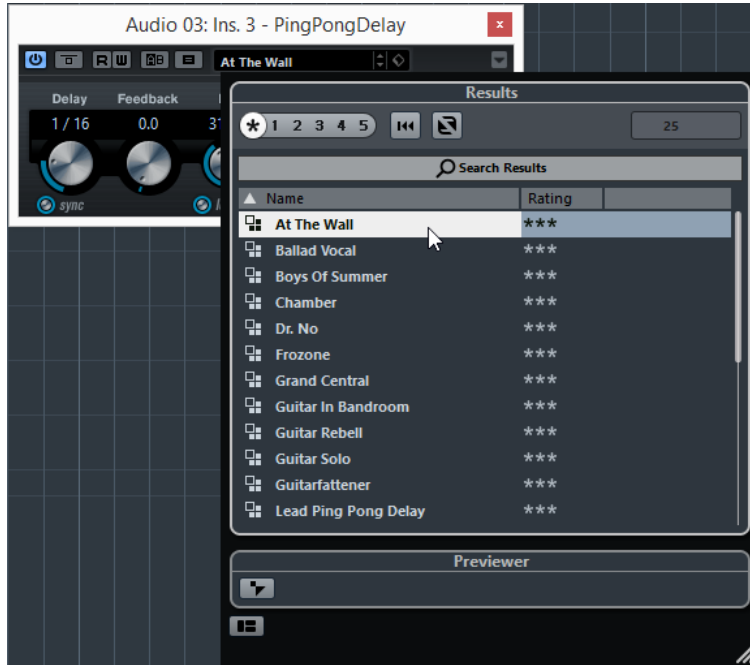 Audio 03: Ins. 3 - PingPongDelay
x
R W AB At The Wall
Delay Feedback
1 / 16 0.0 3
sync
Results
* 1 2 3 4 5 25
Search Results
Name Rating
At The Wall ***
Ballad Vocal ***
Boys Of Summer ***
Chamber ***
Dr. No ***
Frozone ***
Grand Central ***
Guitar In Bandroom ***
Guitar Rebell ***
Guitar Solo ***
Guitarfattener ***
Lead Ping Pong Delay ***
Previewer